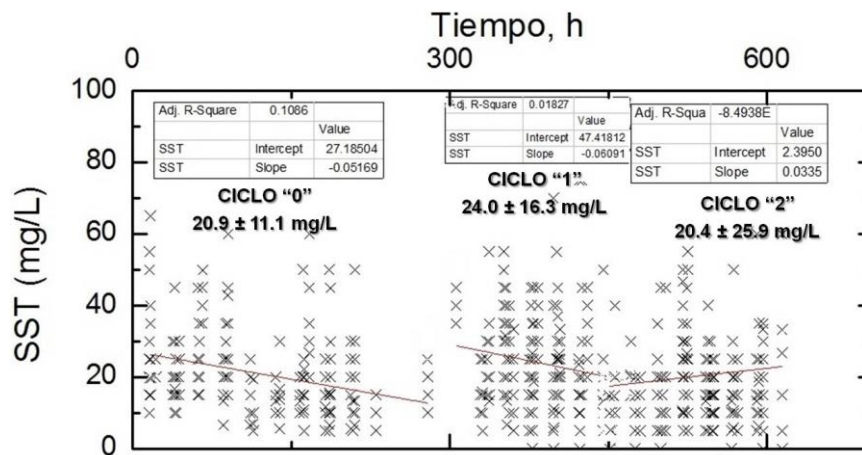 Tiempo, h
0 300 600
100
80
60
40
20
0
SST (mg/L)
Adj. R-Square 0.1086
Value
SST Intercept 27.18504
SST Slope -0.05169
CICLO “0”
20.9 ± 11.1 mg/L
Adj. R-Square 0.01827
Value
SST Intercept 47.41812
SST Slope -0.06091
CICLO “1”
24.0 ± 16.3 mg/L
Adj. R-Squa -8.4938E
Value
SST Intercept 2.3950
SST Slope 0.0335
CICLO “2”
20.4 ± 25.9 mg/L